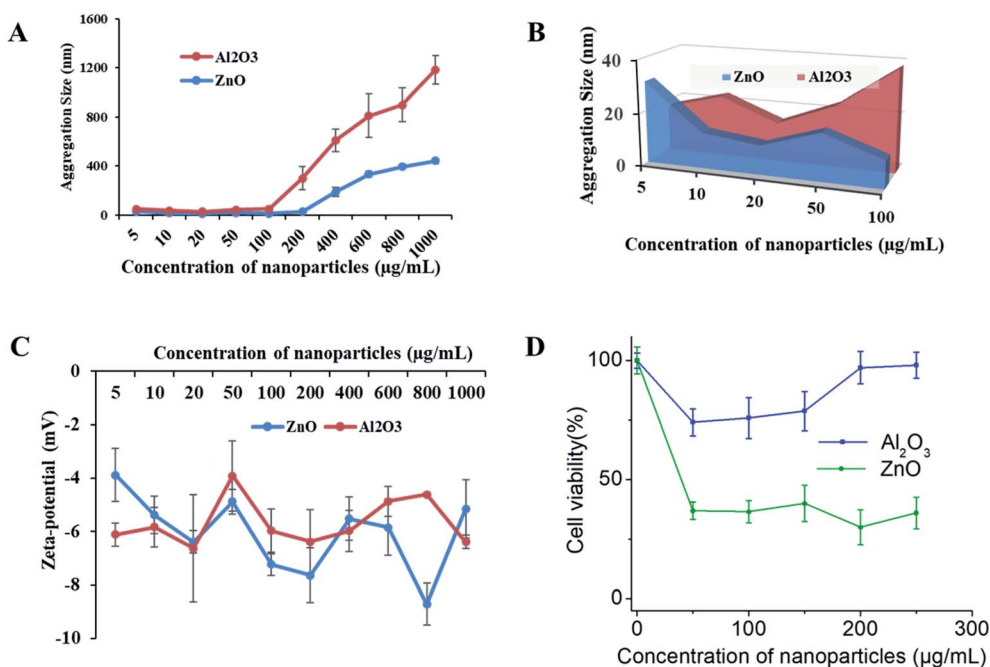 A
Aggregation Size (nm)
1600
1200
800
400
0
Al2O3
ZnO
5 10 20 50 100 200 400 600 800 1000
Concentration of nanoparticles (µg/mL)
B
Aggregation Size (nm)
40
20
0
ZnO Al2O3
5 10 20 50 100
Concentration of nanoparticles (µg/mL)
C
Concentration of nanoparticles (µg/mL)
5 10 20 50 100 200 400 600 800 1000
Zeta-potential (mV)
0
-2
-4
-6
-8
-10
ZnO Al2O3
D
Cell viability(%)
100
50
0
Al₂O₃
ZnO
0 100 200 300
Concentration of nanoparticles (µg/mL)